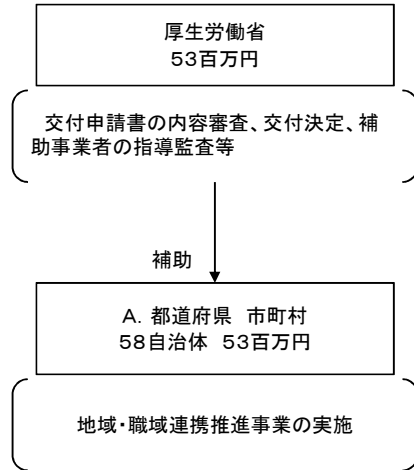 厚生労働省
53百万円
交付申請書の内容審査、交付決定、補
助事業者の指導監査等
補助
A．都道府県　市町村
58自治体　53百万円
地域・職域連携推進事業の実施